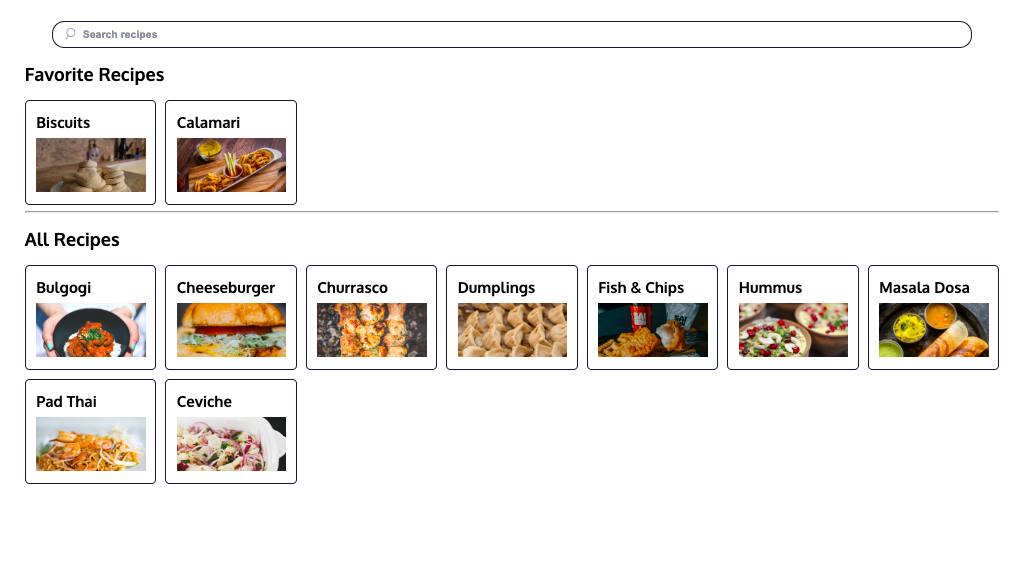 Search recipes
Favorite Recipes
Biscuits
Calamari
All Recipes
Bulgogi
Cheeseburger
Churrasco
Dumplings
Fish & Chips
Hummus
Masala Dosa
Pad Thai
Ceviche